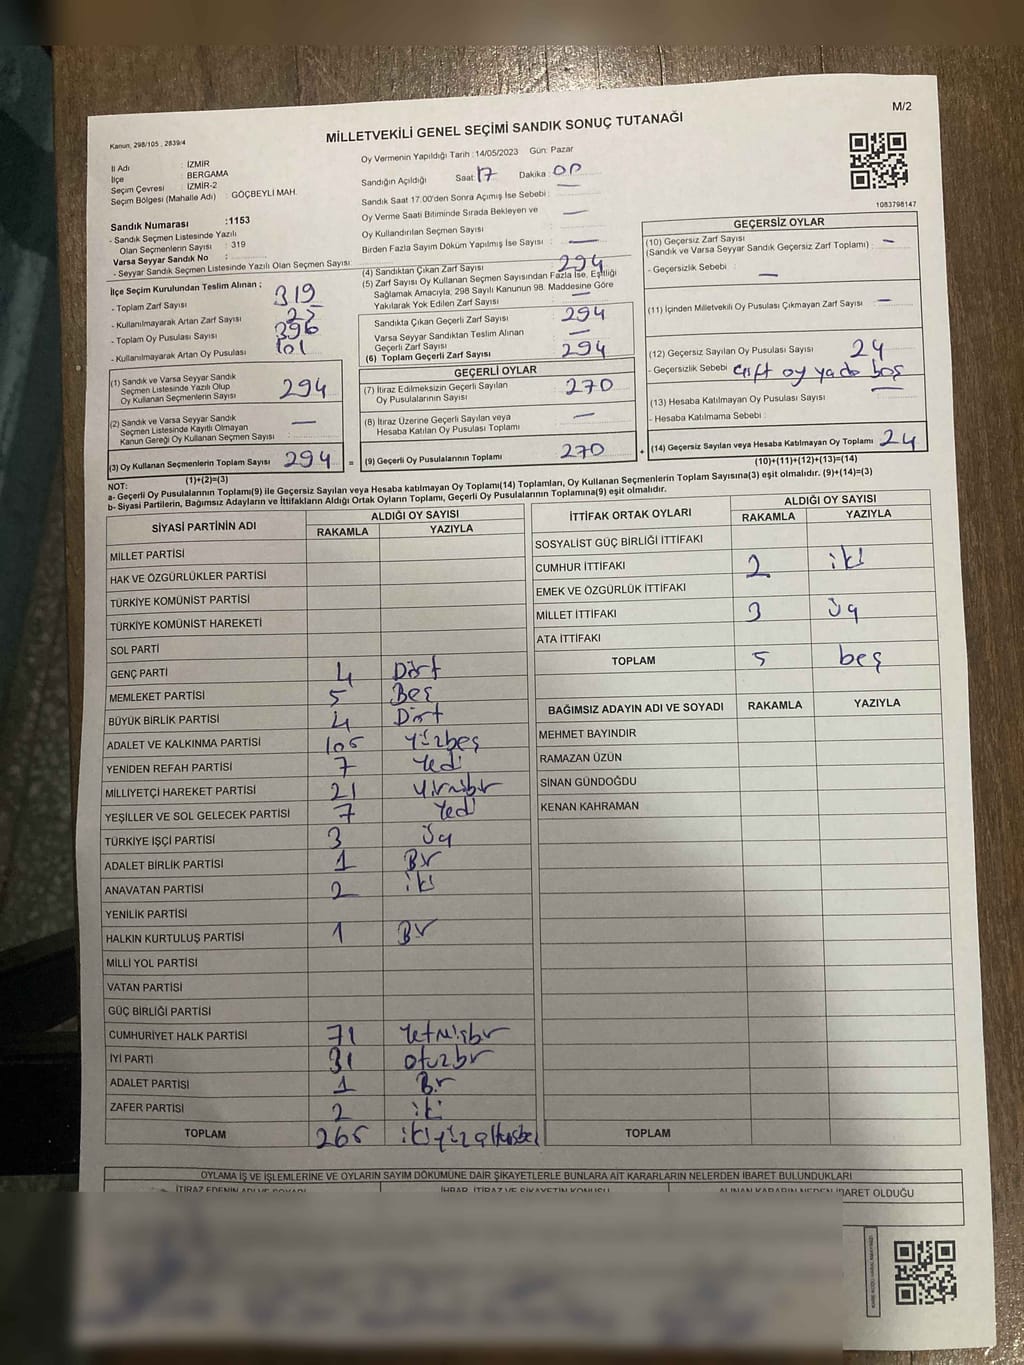 M/2
Kanun, 298/105 , 2839/4
MİLLETVEKİLİ GENEL SEÇİMİ SANDIK SONUÇ TUTANAĞI
İl Adı : İZMİR
İlçe : BERGAMA
Seçim Çevresi : İZMİR-2
Seçim Bölgesi (Mahalle Adı) : GÖÇBEYLİ MAH.
Sandık Numarası :1153
- Sandık Seçmen Listesinde Yazılı
Olan Seçmenlerin Sayısı : 319
Varsa Seyyar Sandık No :
- Seyyar Sandık Seçmen Listesinde Yazılı Olan Seçmen Sayısı:
İlçe Seçim Kurulundan Teslim Alınan ;
- Toplam Zarf Sayısı 319
- Kullanılmayarak Artan Zarf Sayısı 25
- Toplam Oy Pusulası Sayısı 396
- Kullanılmayarak Artan Oy Pusulası 101
Oy Vermenin Yapıldığı Tarih :14/05/2023 Gün: Pazar
Sandığın Açıldığı Saat: 17 Dakika :
Sandık Saat 17.00'den Sonra Açımış İse Sebebi :
Oy Verme Saati Bitiminde Sırada Bekleyen ve
Oy Kullandırılan Seçmen Sayısı —
Birden Fazla Sayım Döküm Yapılmış İse Sayısı : —
(4) Sandıktan Çıkan Zarf Sayısı 294
(5) Zarf Sayısı Oy Kullanan Seçmen Sayısından Fazla İse, Eşitliği
Sağlamak Amacıyla, 298 Sayılı Kanunun 98. Maddesine Göre
Yakılarak Yok Edilen Zarf Sayısı —
Sandıkta Çıkan Geçerli Zarf Sayısı 294
Varsa Seyyar Sandıktan Teslim Alınan
Geçerli Zarf Sayısı —
(6) Toplam Geçerli Zarf Sayısı 294
1083798147
GEÇERSİZ OYLAR
(10) Geçersiz Zarf Sayısı
(Sandık ve Varsa Seyyar Sandık Geçersiz Zarf Toplamı) : —
- Geçersizlik Sebebi : —
(11) İçinden Milletvekili Oy Pusulası Çıkmayan Zarf Sayısı —
(12) Geçersiz Sayılan Oy Pusulası Sayısı 24
- Geçersizlik Sebebi Çift oy yada boş
(13) Hesaba Katılmayan Oy Pusulası Sayısı —
- Hesaba Katılmama Sebebi :
(14) Geçersiz Sayılan veya Hesaba Katılmayan Oy Toplamı 24
(10)+(11)+(12)+(13)=(14)
(1) Sandık ve Varsa Seyyar Sandık
Seçmen Listesinde Yazılı Olup
Oy Kullanan Seçmenlerin Sayısı 294
(2) Sandık ve Varsa Seyyar Sandık
Seçmen Listesinde Kayıtlı Olmayan
Kanun Gereği Oy Kullanan Seçmen Sayısı : —
(3) Oy Kullanan Seçmenlerin Toplam Sayısı 294 =
(1)+(2)=(3)
GEÇERLİ OYLAR
(7) İtiraz Edilmeksizin Geçerli Sayılan
Oy Pusulalarının Sayısı 270
(8) İtiraz Üzerine Geçerli Sayılan veya
Hesaba Katılan Oy Pusulası Toplamı —
(9) Geçerli Oy Pusulalarının Toplamı 270 +
NOT:
a- Geçerli Oy Pusulalarının Toplamı(9) ile Geçersiz Sayılan veya Hesaba Katılmayan Oy Toplamı(14) Toplamları, Oy Kullanan Seçmenlerin Toplam Sayısına(3) eşit olmalıdır. (9)+(14)=(3)
b- Siyasi Partilerin, Bağımsız Adayların ve İttifakların Aldığı Ortak Oyların Toplamı, Geçerli Oy Pusulalarının Toplamına(9) eşit olmalıdır.
SİYASİ PARTİNİN ADI ALDIĞI OY SAYISI
RAKAMLA YAZIYLA
MİLLET PARTİSİ
HAK VE ÖZGÜRLÜKLER PARTİSİ
TÜRKİYE KOMÜNİST PARTİSİ
TÜRKİYE KOMÜNİST HAREKETİ
SOL PARTİ
GENÇ PARTİ 4 Dört
MEMLEKET PARTİSİ 5 Beş
BÜYÜK BİRLİK PARTİSİ 4 Dört
ADALET VE KALKINMA PARTİSİ 105 Yüzbeş
YENİDEN REFAH PARTİSİ 7 Yedi
MİLLİYETÇİ HAREKET PARTİSİ 21 Yirmibir
YEŞİLLER VE SOL GELECEK PARTİSİ 7 Yedi
TÜRKİYE İŞÇİ PARTİSİ 3 Üç
ADALET BİRLİK PARTİSİ 1 Bir
ANAVATAN PARTİSİ 2 iki
YENİLİK PARTİSİ
HALKIN KURTULUŞ PARTİSİ 1 Bir
MİLLİ YOL PARTİSİ
VATAN PARTİSİ
GÜÇ BİRLİĞİ PARTİSİ
CUMHURİYET HALK PARTİSİ 71 Yetmişbir
İYİ PARTİ 31 otuzbir
ADALET PARTİSİ 1 Bir
ZAFER PARTİSİ 2 iki
TOPLAM 265 ikiyüzaltmışbeş
İTTİFAK ORTAK OYLARI ALDIĞI OY SAYISI
RAKAMLA YAZIYLA
SOSYALİST GÜÇ BİRLİĞİ İTTİFAKI
CUMHUR İTTİFAKI 2 iki
EMEK VE ÖZGÜRLÜK İTTİFAKI
MİLLET İTTİFAKI 3 Üç
ATA İTTİFAKI
TOPLAM 5 beş
BAĞIMSIZ ADAYIN ADI VE SOYADI RAKAMLA YAZIYLA
MEHMET BAYINDIR
RAMAZAN ÜZÜN
SİNAN GÜNDOĞDU
KENAN KAHRAMAN
TOPLAM
OYLAMA İŞ VE İŞLEMLERİNE VE OYLARIN SAYIM DÖKÜMÜNE DAİR ŞİKAYETLERLE BUNLARA AİT KARARLARIN NELERDEN İBARET BULUNDUKLARI
İTİRAZ EDENİN ADI VE SOYADI İHBAR, İTİRAZ VE ŞİKAYETİN KONUSU ALINAN KARARIN NEDEN İBARET OLDUĞU